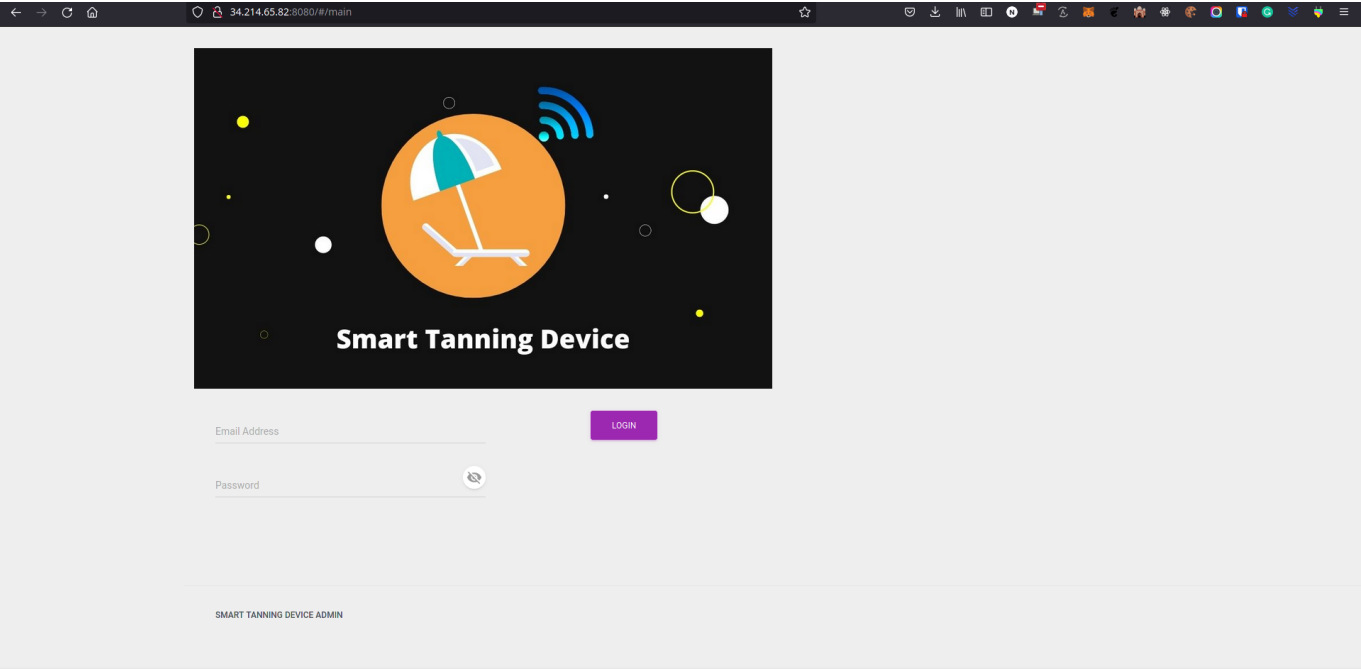 34.214.65.82:8080/#/main
Smart Tanning Device
Email Address
LOGIN
Password
SMART TANNING DEVICE ADMIN